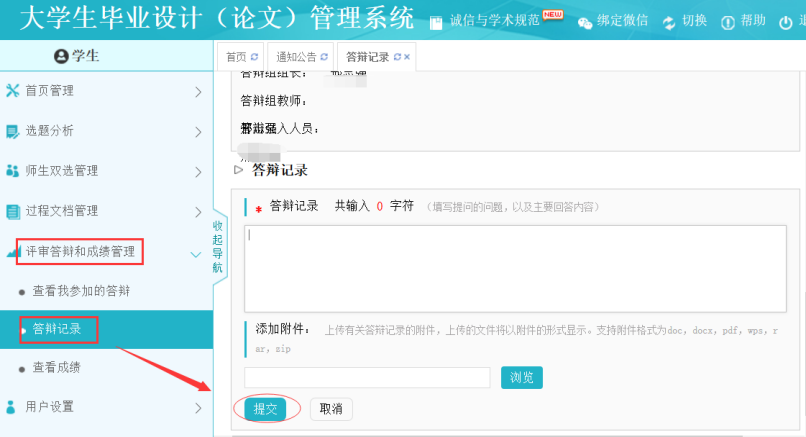 大学生毕业设计（论文）管理系统
诚信与学术规范 NEW 绑定微信 切换 帮助
学生
首页 通知公告 答辩记录
首页管理
选题分析
师生双选管理
过程文档管理
评审答辩和成绩管理
查看我参加的答辩
答辩记录
查看成绩
用户设置
收起导航
答辩组组长：
答辩组教师：
人人员：
答辩记录
* 答辩记录 共输入 0 字符 （填写提问的问题，以及主要回答内容）
添加附件： 上传有关答辩记录的附件，上传的文件将以附件的形式显示。支持附件格式为doc，docx，pdf，wps，r
ar，zip
浏览
提交 取消